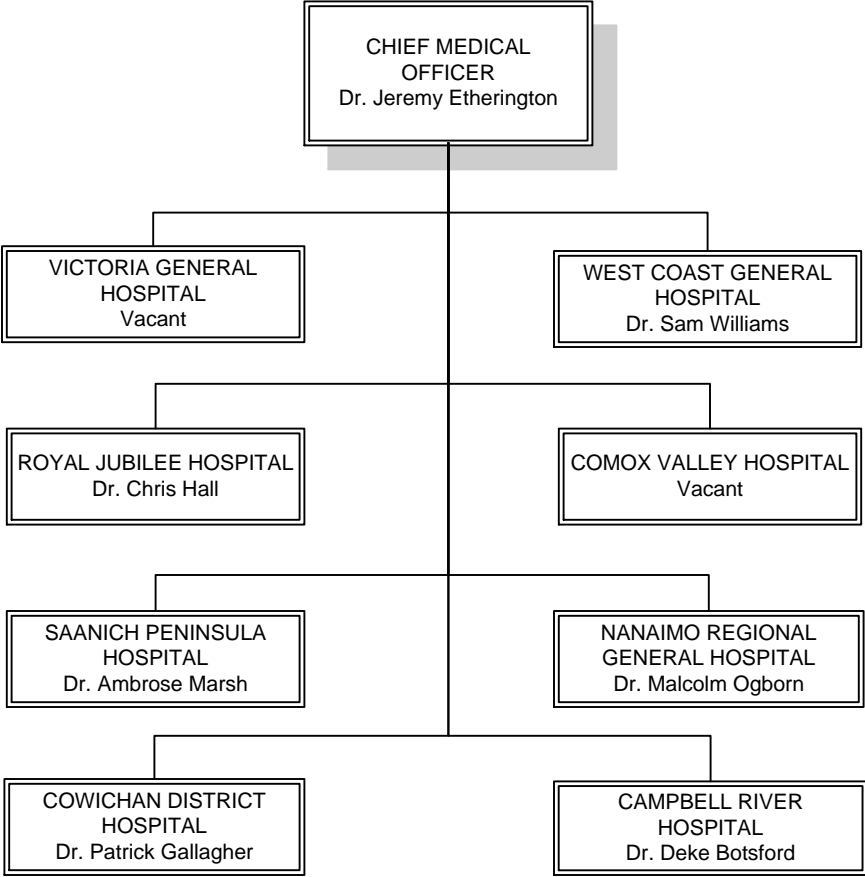 CHIEF MEDICAL
OFFICER
Dr. Jeremy Etherington
VICTORIA GENERAL
HOSPITAL
Vacant
WEST COAST GENERAL
HOSPITAL
Dr. Sam Williams
ROYAL JUBILEE HOSPITAL
Dr. Chris Hall
COMOX VALLEY HOSPITAL
Vacant
SAANICH PENINSULA
HOSPITAL
Dr. Ambrose Marsh
NANAIMO REGIONAL
GENERAL HOSPITAL
Dr. Malcolm Ogborn
COWICHAN DISTRICT
HOSPITAL
Dr. Patrick Gallagher
CAMPBELL RIVER
HOSPITAL
Dr. Deke Botsford